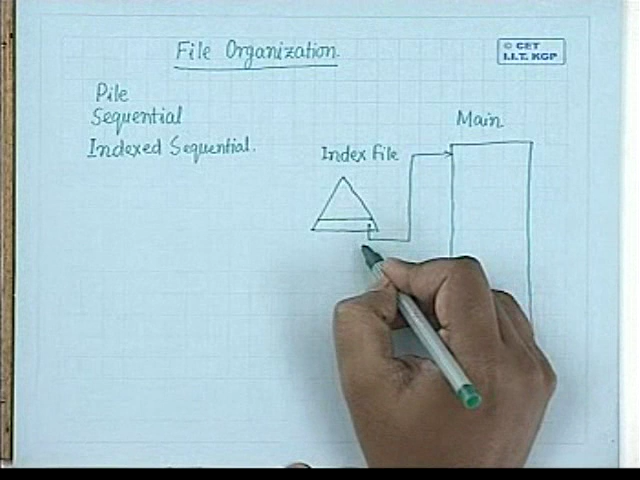 File Organization.
© CET
I.I.T. KGP
Pile
Sequential
Indexed Sequential.
Main
Index File